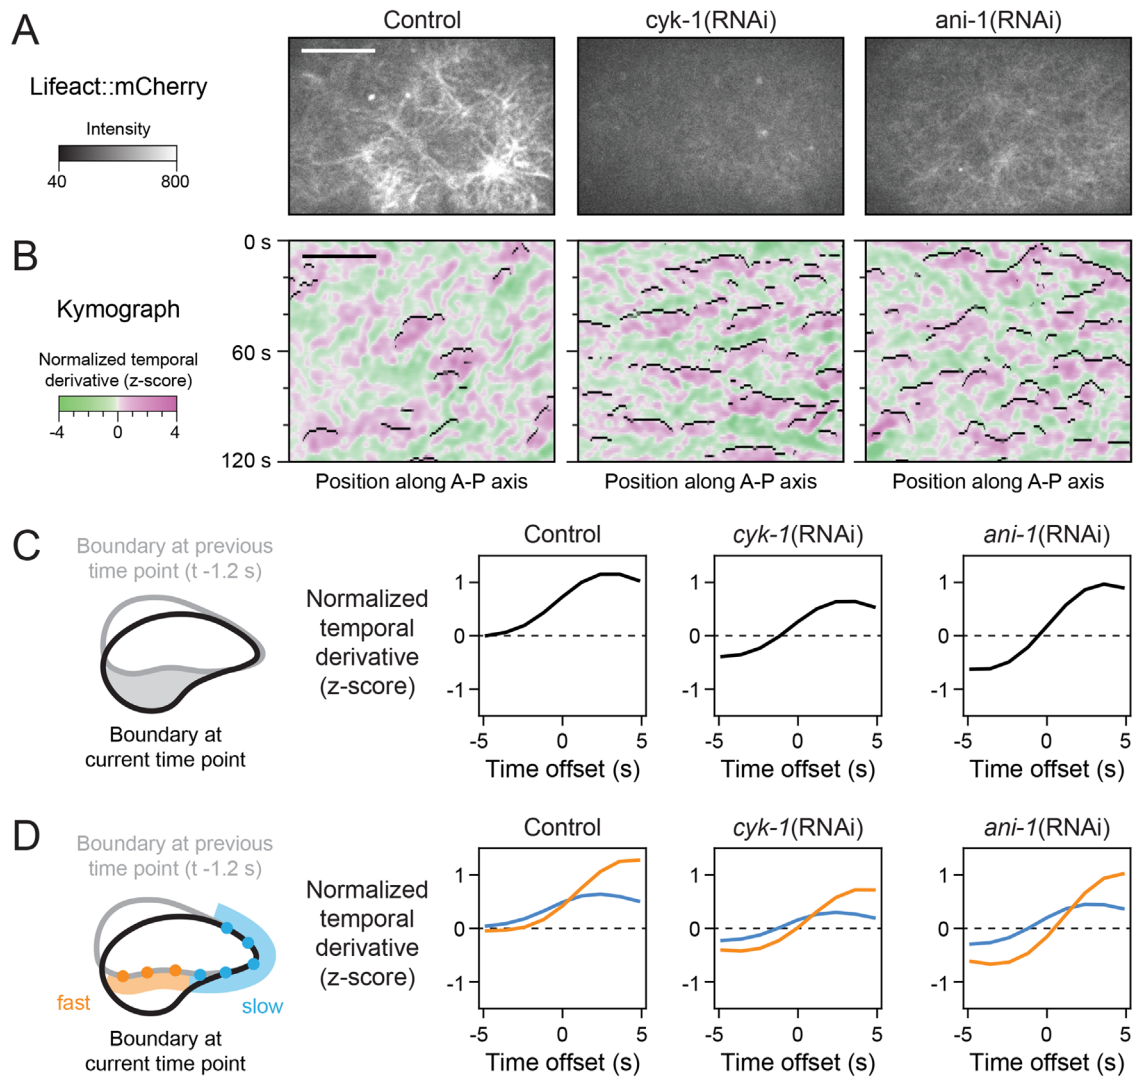 A
Control
cyk-1(RNAi)
ani-1(RNAi)
Lifeact::mCherry
Intensity
40
800
B
0 s
60 s
120 s
Kymograph
Normalized temporal
derivative (z-score)
-4
0
4
Position along A-P axis
Position along A-P axis
Position along A-P axis
C
Boundary at previous
time point (t -1.2 s)
Boundary at
current time point
Normalized
temporal
derivative
(z-score)
Control
1
0
-1
-5
0
5
Time offset (s)
cyk-1(RNAi)
1
0
-1
-5
0
5
Time offset (s)
ani-1(RNAi)
1
0
-1
-5
0
5
Time offset (s)
D
Boundary at previous
time point (t -1.2 s)
fast
slow
Boundary at
current time point
Normalized
temporal
derivative
(z-score)
Control
1
0
-1
-5
0
5
Time offset (s)
cyk-1(RNAi)
1
0
-1
-5
0
5
Time offset (s)
ani-1(RNAi)
1
0
-1
-5
0
5
Time offset (s)